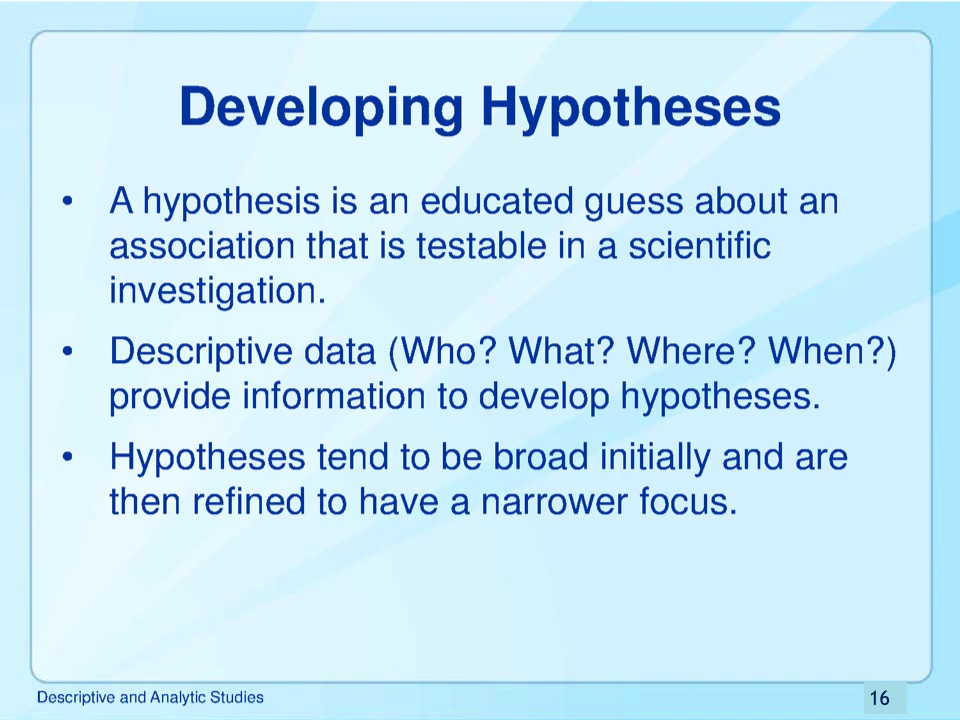 Developing Hypotheses
• A hypothesis is an educated guess about an
association that is testable in a scientific
investigation.
• Descriptive data (Who? What? Where? When?)
provide information to develop hypotheses.
• Hypotheses tend to be broad initially and are
then refined to have a narrower focus.
Descriptive and Analytic Studies
16